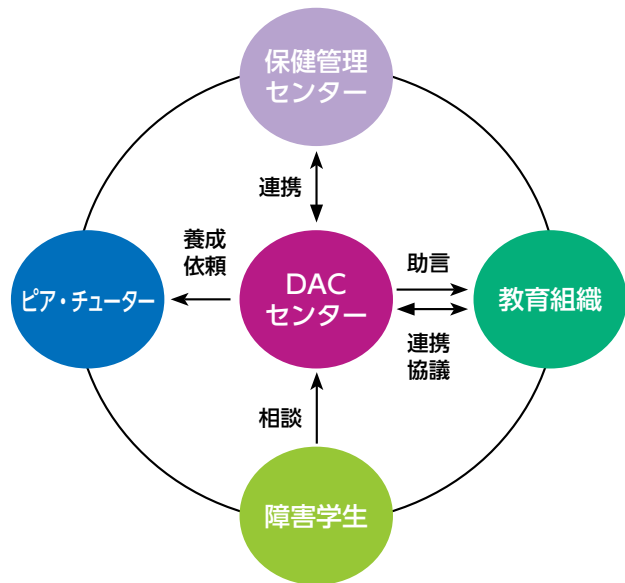 保健管理
センター
連携
養成
依頼
助言
ピア・チューター
DAC
センター
教育組織
連携
協議
相談
障害学生